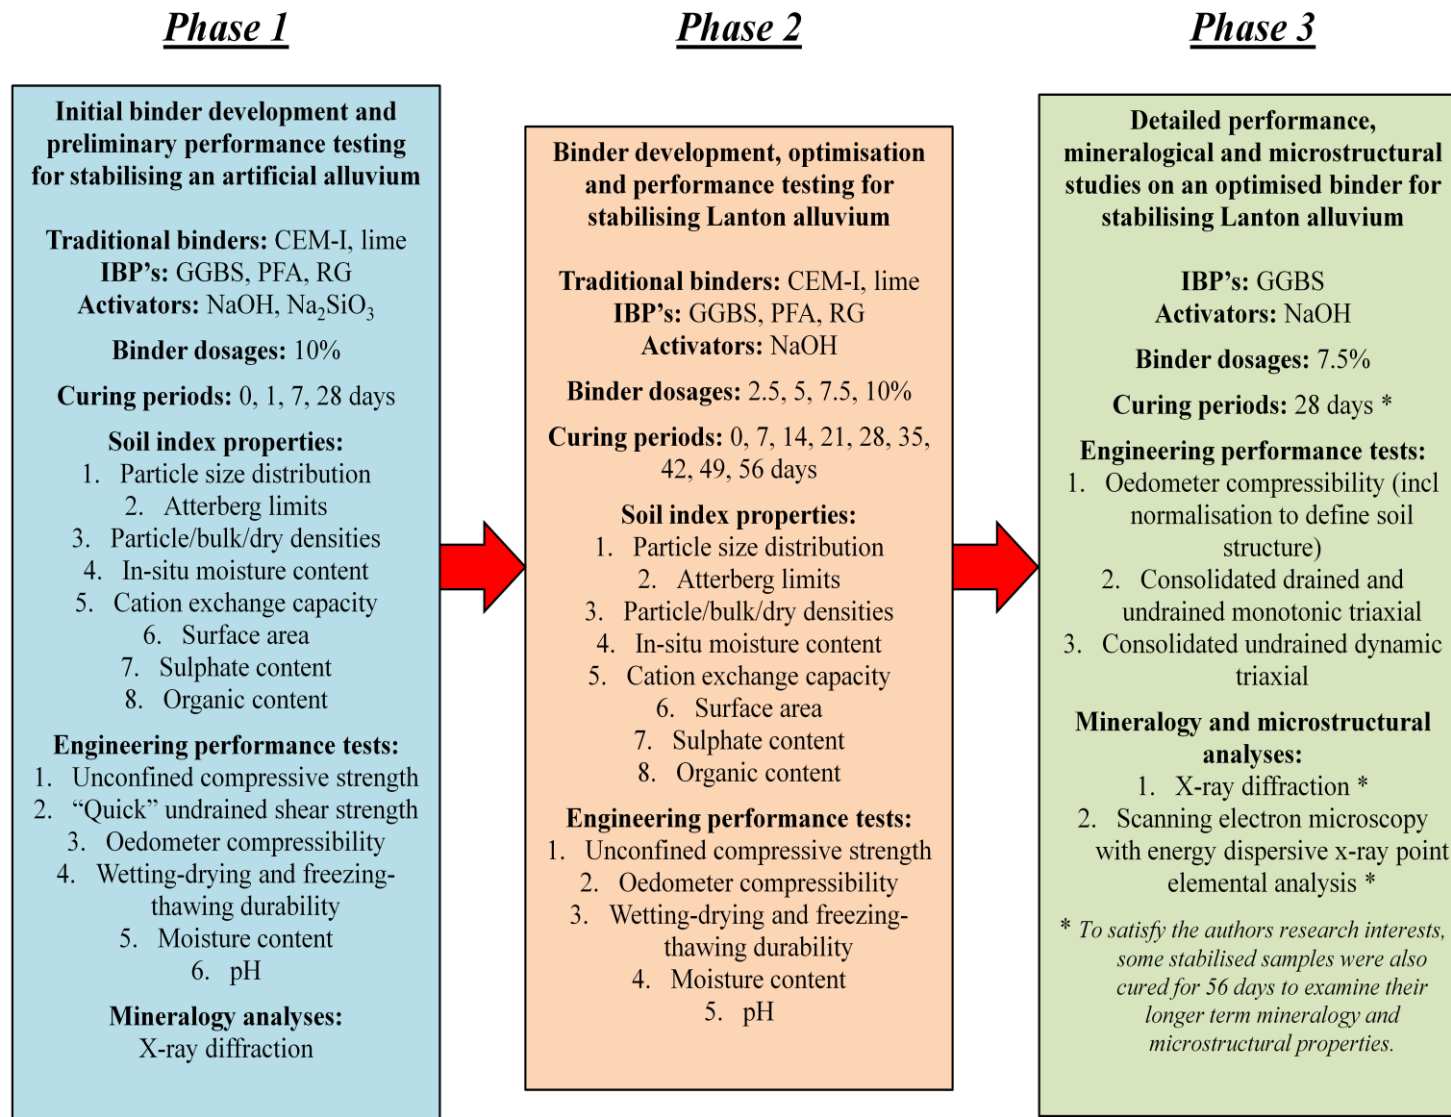 Phase 1
Initial binder development and
preliminary performance testing
for stabilising an artificial alluvium
Traditional binders: CEM-I, lime
IBP's: GGBS, PFA, RG
Activators: NaOH, Na₂SiO₃
Binder dosages: 10%
Curing periods: 0, 1, 7, 28 days
Soil index properties:
1. Particle size distribution
2. Atterberg limits
3. Particle/bulk/dry densities
4. In-situ moisture content
5. Cation exchange capacity
6. Surface area
7. Sulphate content
8. Organic content
Engineering performance tests:
1. Unconfined compressive strength
2. “Quick” undrained shear strength
3. Oedometer compressibility
4. Wetting-drying and freezing-
thawing durability
5. Moisture content
6. pH
Mineralogy analyses:
X-ray diffraction
Phase 2
Binder development, optimisation
and performance testing for
stabilising Lanton alluvium
Traditional binders: CEM-I, lime
IBP's: GGBS, PFA, RG
Activators: NaOH
Binder dosages: 2.5, 5, 7.5, 10%
Curing periods: 0, 7, 14, 21, 28, 35,
42, 49, 56 days
Soil index properties:
1. Particle size distribution
2. Atterberg limits
3. Particle/bulk/dry densities
4. In-situ moisture content
5. Cation exchange capacity
6. Surface area
7. Sulphate content
8. Organic content
Engineering performance tests:
1. Unconfined compressive strength
2. Oedometer compressibility
3. Wetting-drying and freezing-
thawing durability
4. Moisture content
5. pH
Phase 3
Detailed performance,
mineralogical and microstructural
studies on an optimised binder for
stabilising Lanton alluvium
IBP's: GGBS
Activators: NaOH
Binder dosages: 7.5%
Curing periods: 28 days *
Engineering performance tests:
1. Oedometer compressibility (incl
normalisation to define soil
structure)
2. Consolidated drained and
undrained monotonic triaxial
3. Consolidated undrained dynamic
triaxial
Mineralogy and microstructural
analyses:
1. X-ray diffraction *
2. Scanning electron microscopy
with energy dispersive x-ray point
elemental analysis *
* To satisfy the authors research interests,
some stabilised samples were also
cured for 56 days to examine their
longer term mineralogy and
microstructural properties.